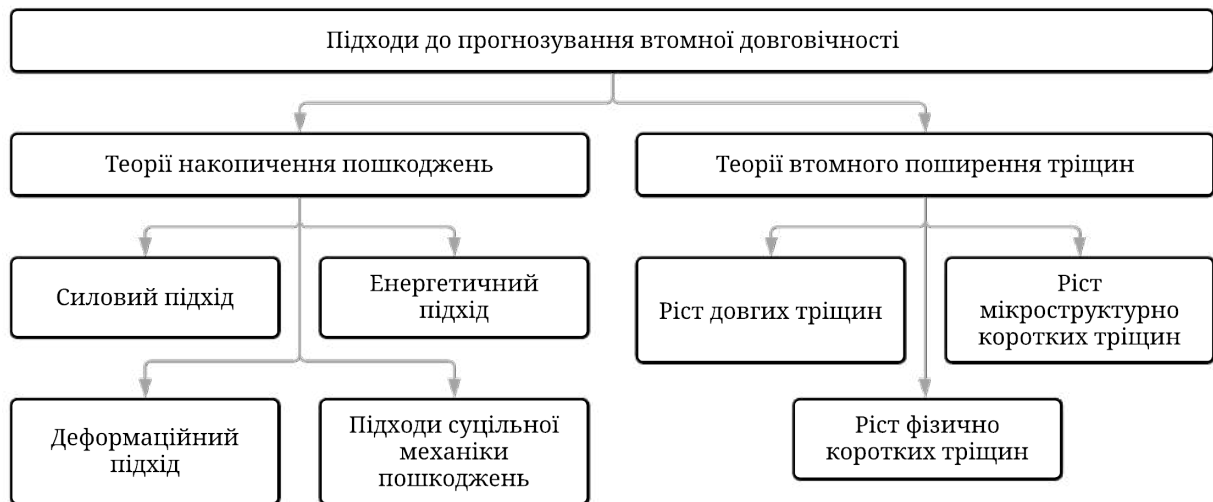 Підходи до прогнозування втомної довговічності
Теорії накопичення пошкоджень
Теорії втомного поширення тріщин
Силовий підхід
Енергетичний
підхід
Ріст довгих тріщин
Ріст
мікроструктурно
коротких тріщин
Деформаційний
підхід
Підходи суцільної
механіки
пошкоджень
Ріст фізично
коротких тріщин